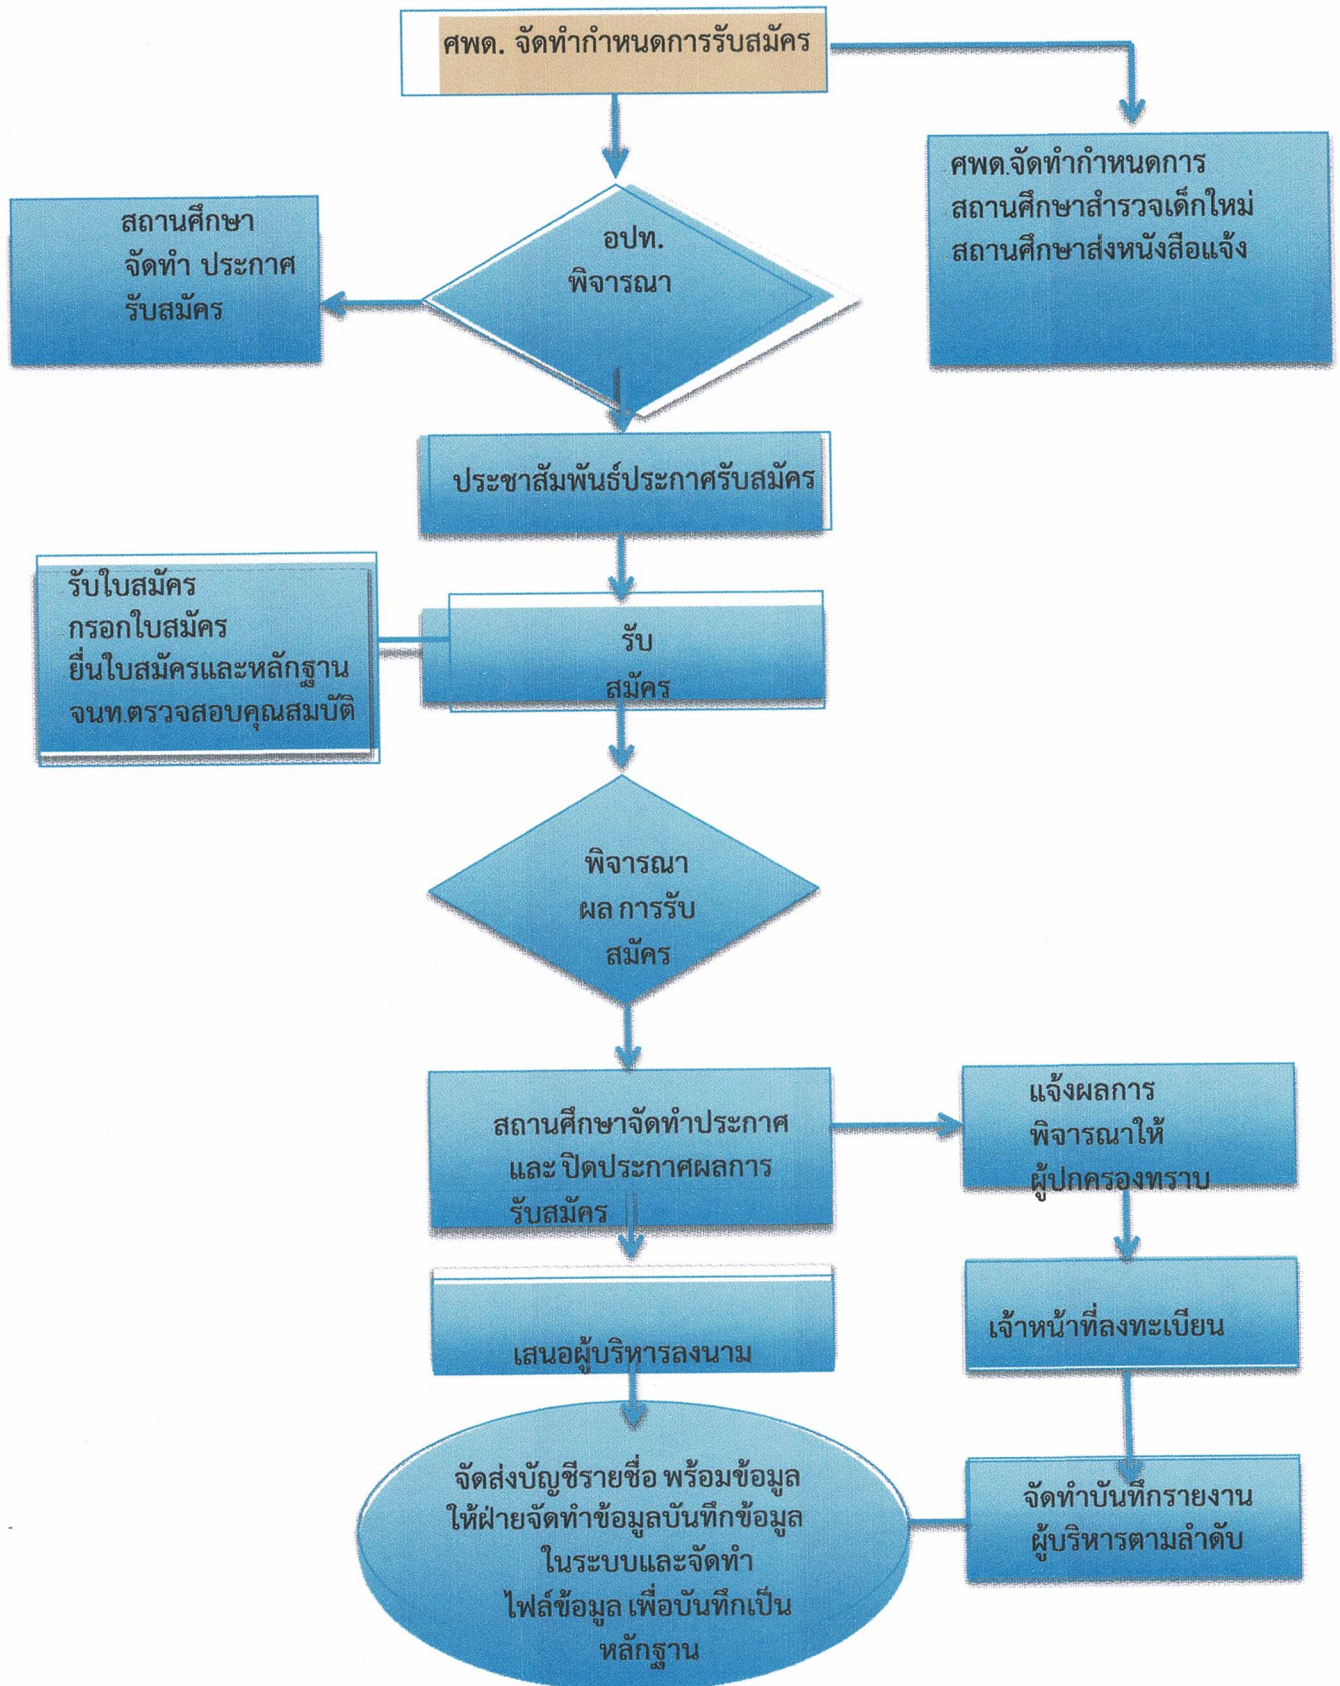 ศพด. จัดทำกำหนดการรับสมัคร
ศพด.จัดทำกำหนดการ
สถานศึกษาสำรวจเด็กใหม่
สถานศึกษาส่งหนังสือแจ้ง
อปท.
พิจารณา
สถานศึกษา
จัดทำ ประกาศ
รับสมัคร
ประชาสัมพันธ์ประกาศรับสมัคร
รับใบสมัคร
กรอกใบสมัคร
ยื่นใบสมัครและหลักฐาน
จนท.ตรวจสอบคุณสมบัติ
รับ
สมัคร
พิจารณา
ผล การรับ
สมัคร
สถานศึกษาจัดทำประกาศ
และ ปิดประกาศผลการ
รับสมัคร
แจ้งผลการ
พิจารณาให้
ผู้ปกครองทราบ
เสนอผู้บริหารลงนาม
เจ้าหน้าที่ลงทะเบียน
จัดส่งบัญชีรายชื่อ พร้อมข้อมูล
ให้ฝ่ายจัดทำข้อมูลบันทึกข้อมูล
ในระบบและจัดทำ
ไฟล์ข้อมูล เพื่อบันทึกเป็น
หลักฐาน
จัดทำบันทึกรายงาน
ผู้บริหารตามลำดับ